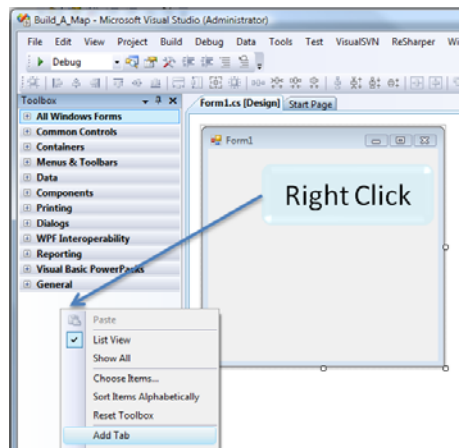 Build_A_Map - Microsoft Visual Studio (Administrator)
File Edit View Project Build Debug Data Tools Test VisualSVN ReSharper Wi
Debug
Toolbox
Form1.cs [Design] Start Page
All Windows Forms
Common Controls
Containers
Menus & Toolbars
Data
Components
Printing
Dialogs
WPF Interoperability
Reporting
Visual Basic PowerPacks
General
Form1
Right Click
Paste
List View
Show All
Choose Items...
Sort Items Alphabetically
Reset Toolbox
Add Tab